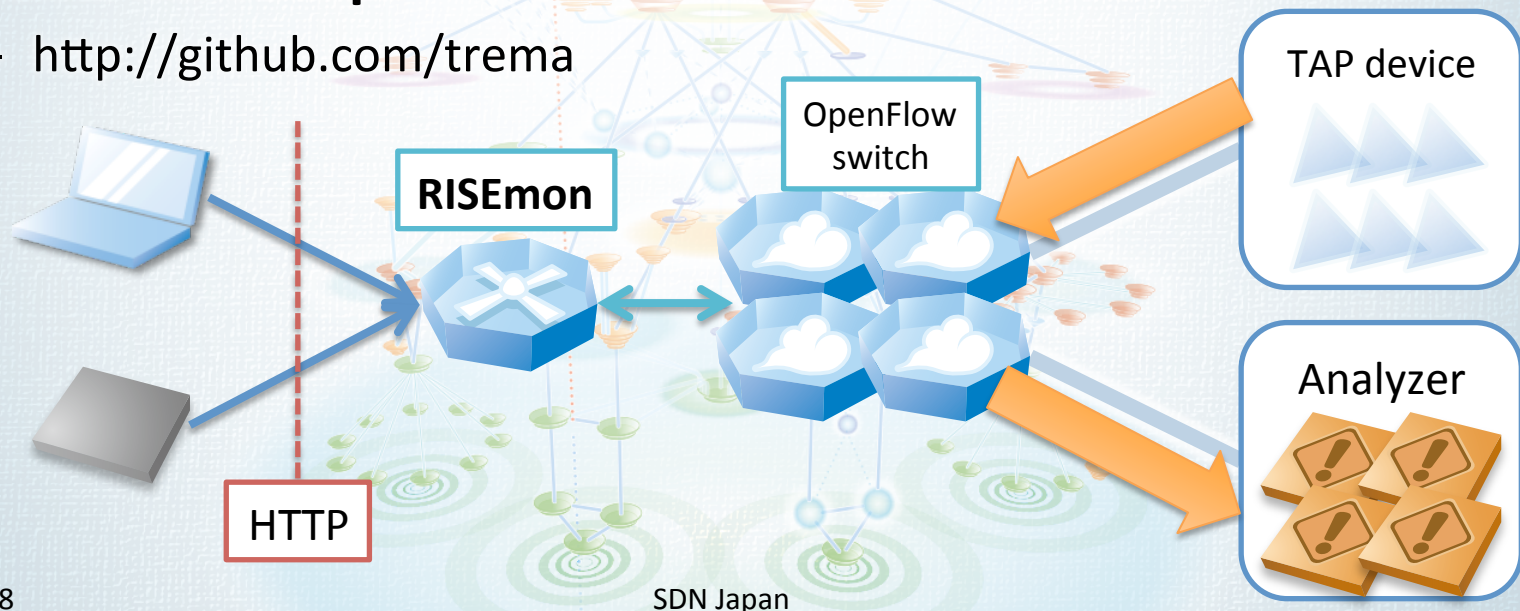 - http://github.com/trema
TAP device
OpenFlow
switch
RISEmon
Analyzer
HTTP
8
SDN Japan